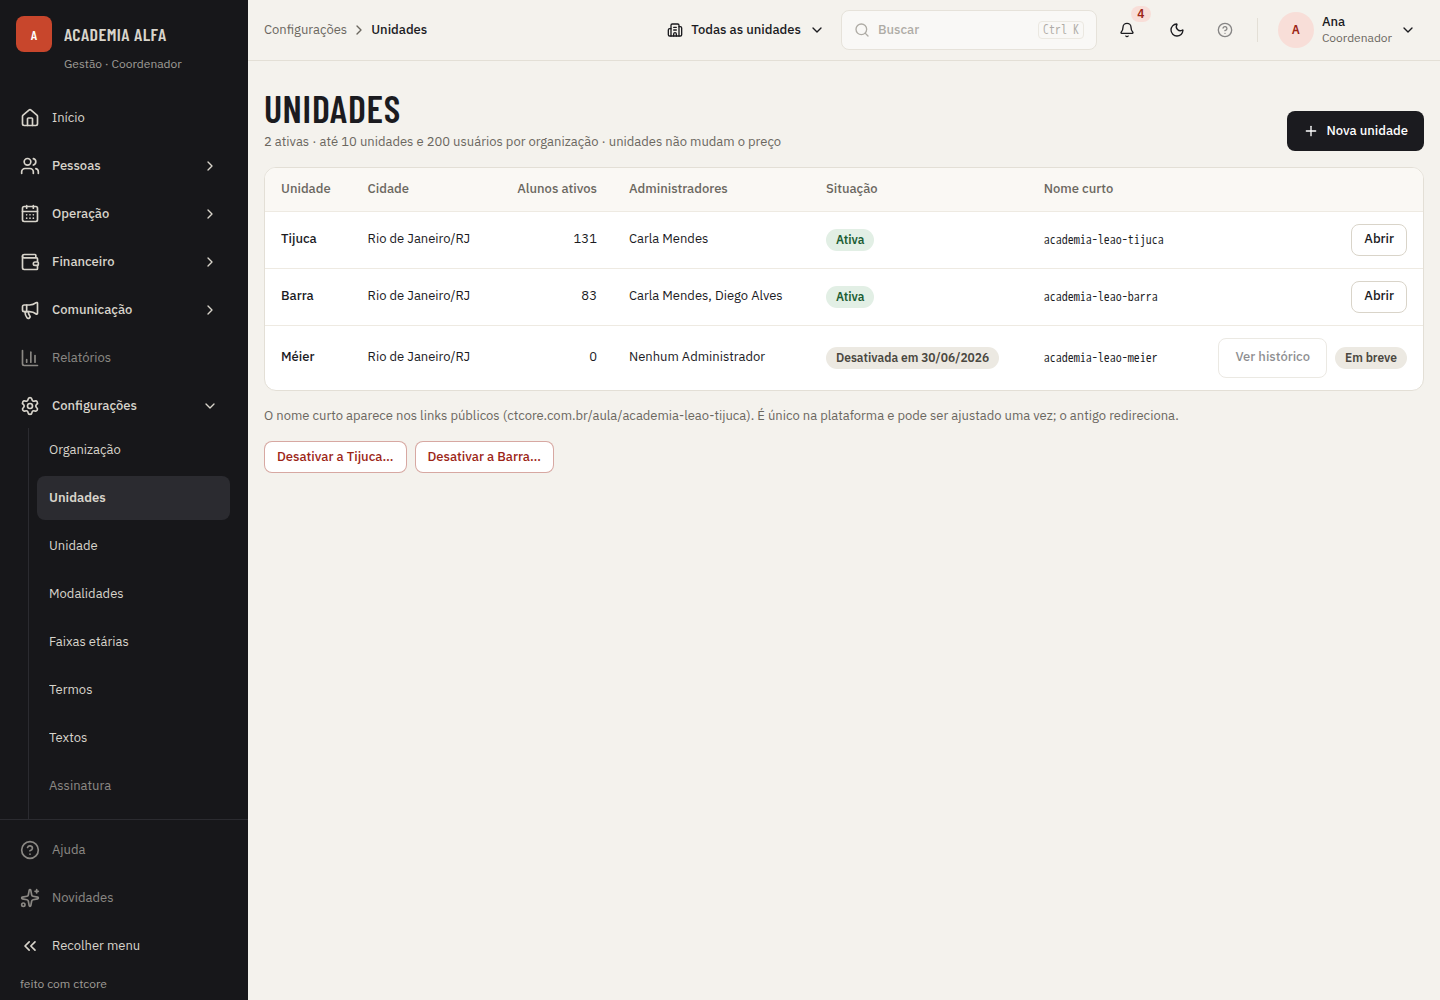 A
ACADEMIA ALFA
Gestão · Coordenador
Início
Pessoas
Operação
Financeiro
Comunicação
Relatórios
Configurações
Organização
Unidades
Unidade
Modalidades
Faixas etárias
Termos
Textos
Assinatura
Ajuda
Novidades
Recolher menu
feito com ctcore
Configurações > Unidades
Todas as unidades
Buscar
Ctrl K
4
A
Ana
Coordenador
UNIDADES
2 ativas · até 10 unidades e 200 usuários por organização · unidades não mudam o preço
+ Nova unidade
Unidade Cidade Alunos ativos Administradores Situação Nome curto
Tijuca Rio de Janeiro/RJ 131 Carla Mendes Ativa academia-leao-tijuca Abrir
Barra Rio de Janeiro/RJ 83 Carla Mendes, Diego Alves Ativa academia-leao-barra Abrir
Méier Rio de Janeiro/RJ 0 Nenhum Administrador Desativada em 30/06/2026 academia-leao-meier Ver histórico Em breve
O nome curto aparece nos links públicos (ctcore.com.br/aula/academia-leao-tijuca). É único na plataforma e pode ser ajustado uma vez; o antigo redireciona.
Desativar a Tijuca... Desativar a Barra...